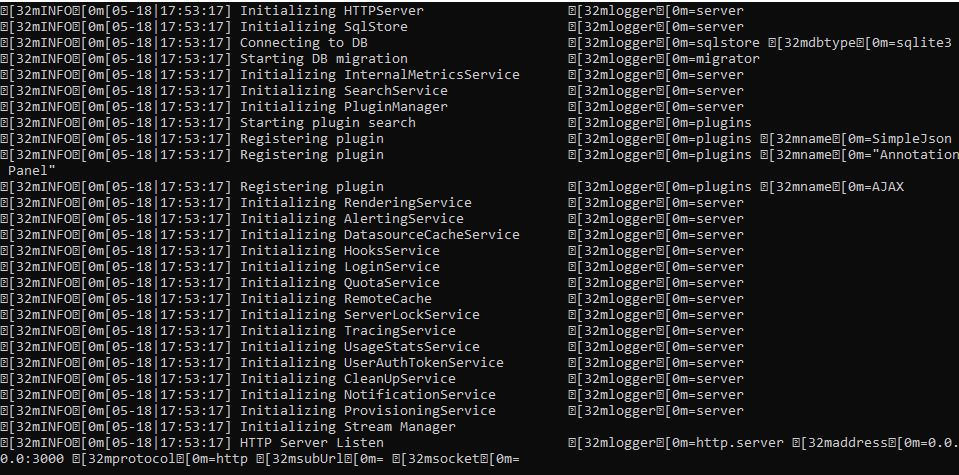 �[32mINFO�[0m[05-18|17:53:17] Initializing HTTPServer �[32mlogger�[0m=server
�[32mINFO�[0m[05-18|17:53:17] Initializing SqlStore �[32mlogger�[0m=server
�[32mINFO�[0m[05-18|17:53:17] Connecting to DB �[32mlogger�[0m=sqlstore �[32mdbtype�[0m=sqlite3
�[32mINFO�[0m[05-18|17:53:17] Starting DB migration �[32mlogger�[0m=migrator
�[32mINFO�[0m[05-18|17:53:17] Initializing InternalMetricsService �[32mlogger�[0m=server
�[32mINFO�[0m[05-18|17:53:17] Initializing SearchService �[32mlogger�[0m=server
�[32mINFO�[0m[05-18|17:53:17] Initializing PluginManager �[32mlogger�[0m=server
�[32mINFO�[0m[05-18|17:53:17] Starting plugin search �[32mlogger�[0m=plugins
�[32mINFO�[0m[05-18|17:53:17] Registering plugin �[32mlogger�[0m=plugins �[32mname�[0m=SimpleJson
�[32mINFO�[0m[05-18|17:53:17] Registering plugin �[32mlogger�[0m=plugins �[32mname�[0m="Annotation
Panel"
�[32mINFO�[0m[05-18|17:53:17] Registering plugin �[32mlogger�[0m=plugins �[32mname�[0m=AJAX
�[32mINFO�[0m[05-18|17:53:17] Initializing RenderingService �[32mlogger�[0m=server
�[32mINFO�[0m[05-18|17:53:17] Initializing AlertingService �[32mlogger�[0m=server
�[32mINFO�[0m[05-18|17:53:17] Initializing DatasourceCacheService �[32mlogger�[0m=server
�[32mINFO�[0m[05-18|17:53:17] Initializing HooksService �[32mlogger�[0m=server
�[32mINFO�[0m[05-18|17:53:17] Initializing LoginService �[32mlogger�[0m=server
�[32mINFO�[0m[05-18|17:53:17] Initializing QuotaService �[32mlogger�[0m=server
�[32mINFO�[0m[05-18|17:53:17] Initializing RemoteCache �[32mlogger�[0m=server
�[32mINFO�[0m[05-18|17:53:17] Initializing ServerLockService �[32mlogger�[0m=server
�[32mINFO�[0m[05-18|17:53:17] Initializing TracingService �[32mlogger�[0m=server
�[32mINFO�[0m[05-18|17:53:17] Initializing UsageStatsService �[32mlogger�[0m=server
�[32mINFO�[0m[05-18|17:53:17] Initializing UserAuthTokenService �[32mlogger�[0m=server
�[32mINFO�[0m[05-18|17:53:17] Initializing CleanUpService �[32mlogger�[0m=server
�[32mINFO�[0m[05-18|17:53:17] Initializing NotificationService �[32mlogger�[0m=server
�[32mINFO�[0m[05-18|17:53:17] Initializing ProvisioningService �[32mlogger�[0m=server
�[32mINFO�[0m[05-18|17:53:17] Initializing Stream Manager
�[32mINFO�[0m[05-18|17:53:17] HTTP Server Listen �[32mlogger�[0m=http.server �[32maddress�[0m=0.0.
0.0:3000 �[32mprotocol�[0m=http �[32msubUrl�[0m= �[32msocket�[0m=